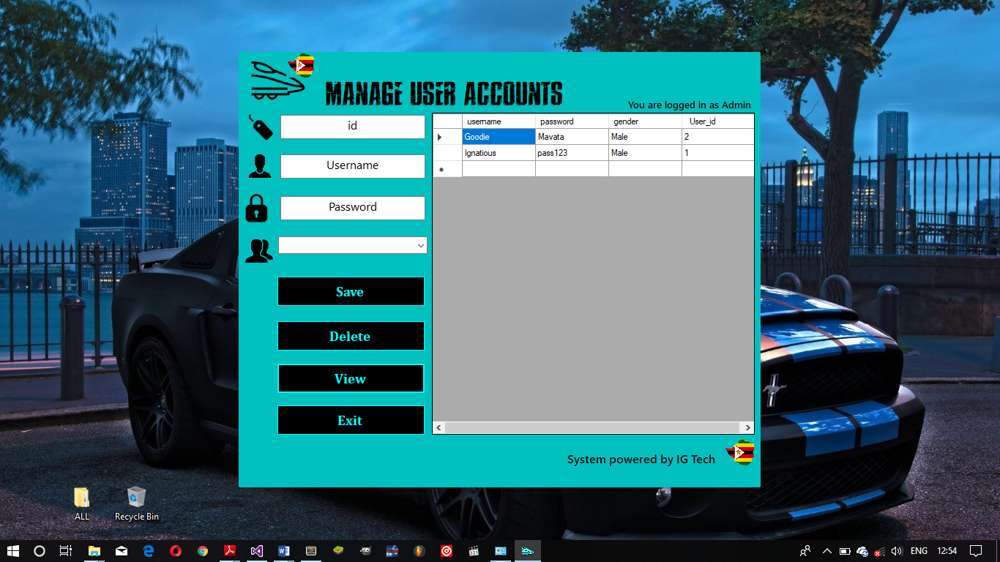 MANAGE USER ACCOUNTS
You are logged in as Admin
id
Username
Password
username password gender User_id
Goodie Mavata Male 2
Ignatious pass123 Male 1
Save
Delete
View
Exit
System powered by IG Tech
ALL
Recycle Bin
ENG
12:54